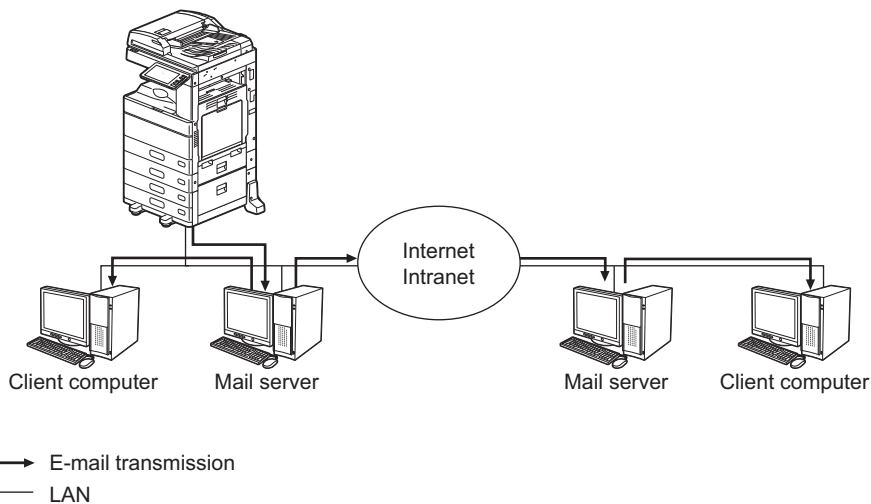 Internet
Intranet
Client computer
Mail server
Mail server
Client computer
E-mail transmission
LAN